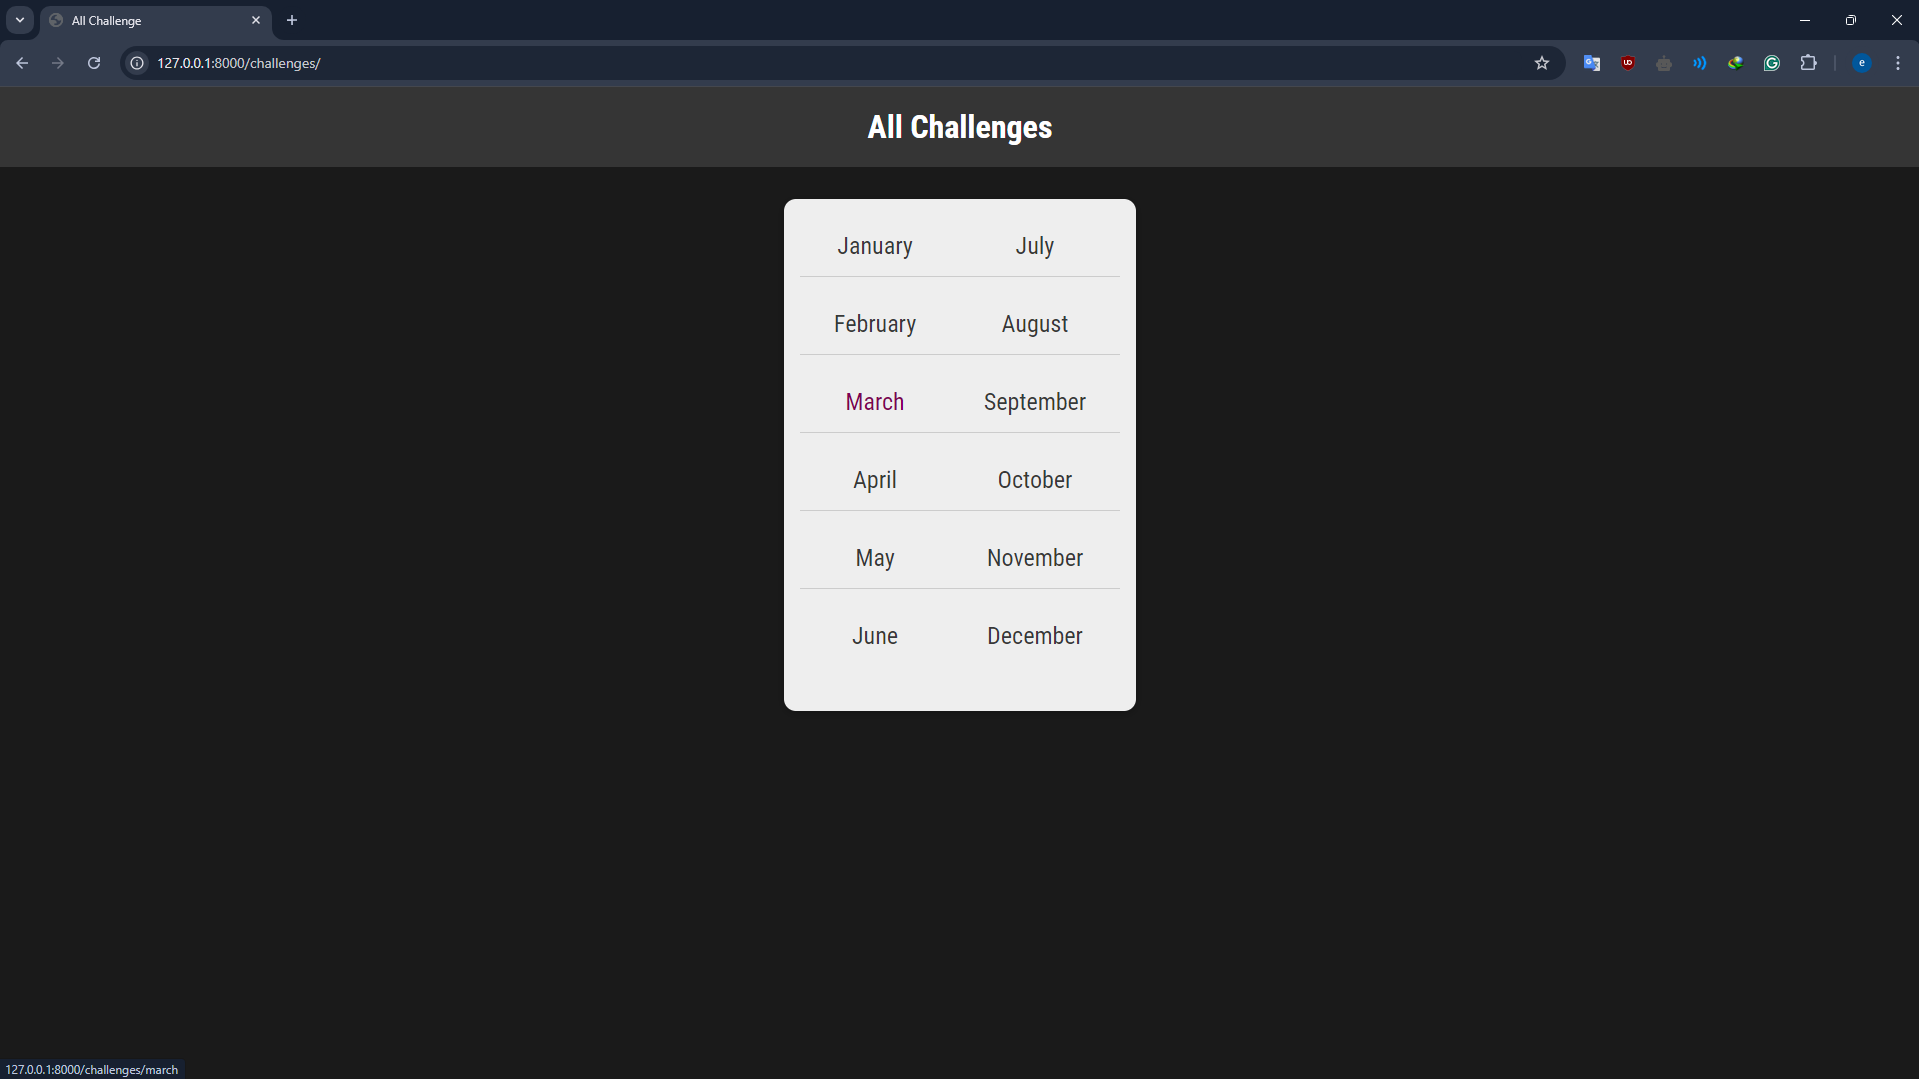 All Challenge
127.0.0.1:8000/challenges/
e
All Challenges
January July
February August
March September
April October
May November
June December
127.0.0.1:8000/challenges/march